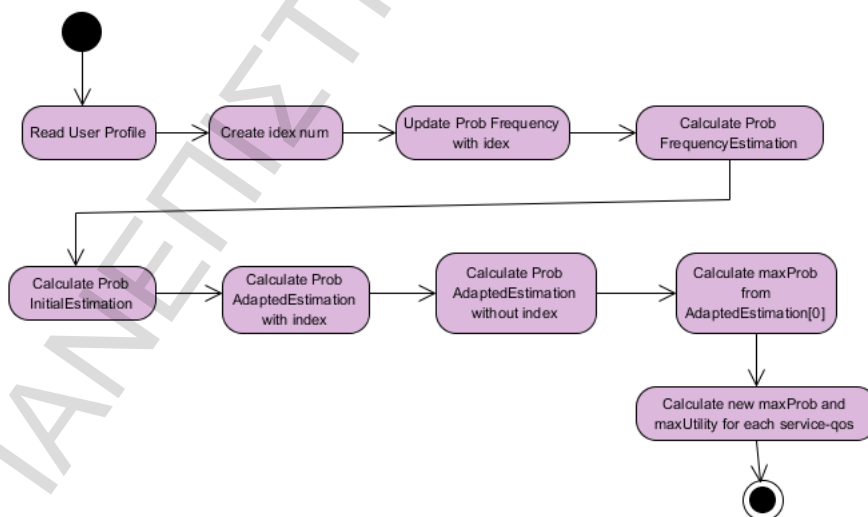 Read User Profile
Create idex num
Update Prob Frequency
with idex
Calculate Prob
FrequencyEstimation
Calculate Prob
InitialEstimation
Calculate Prob
AdaptedEstimation
with index
Calculate Prob
AdaptedEstimation
without index
Calculate maxProb
from
AdaptedEstimation[0]
Calculate new maxProb and
maxUtility for each service-qos
ΙΑΝΕΠΙΣΤ